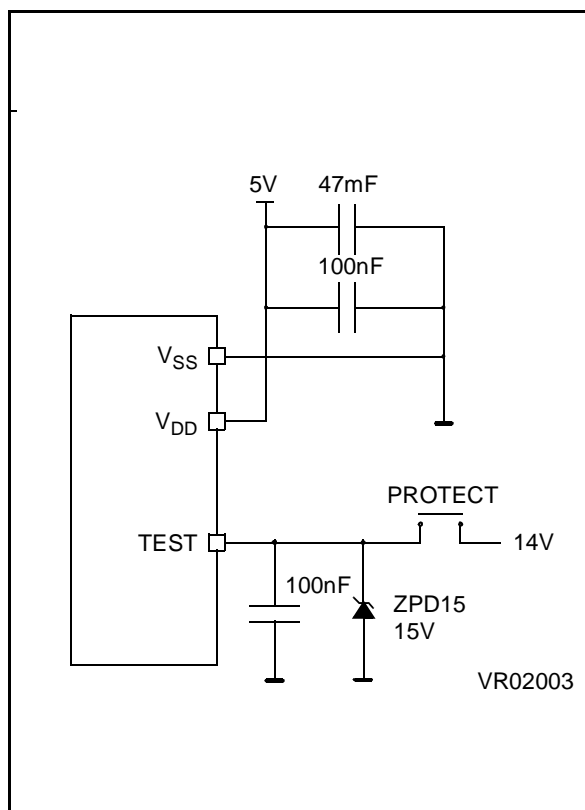 5V 47mF
100nF
VSS
VDD
PROTECT
TEST 14V
100nF ZPD15
15V
VR02003